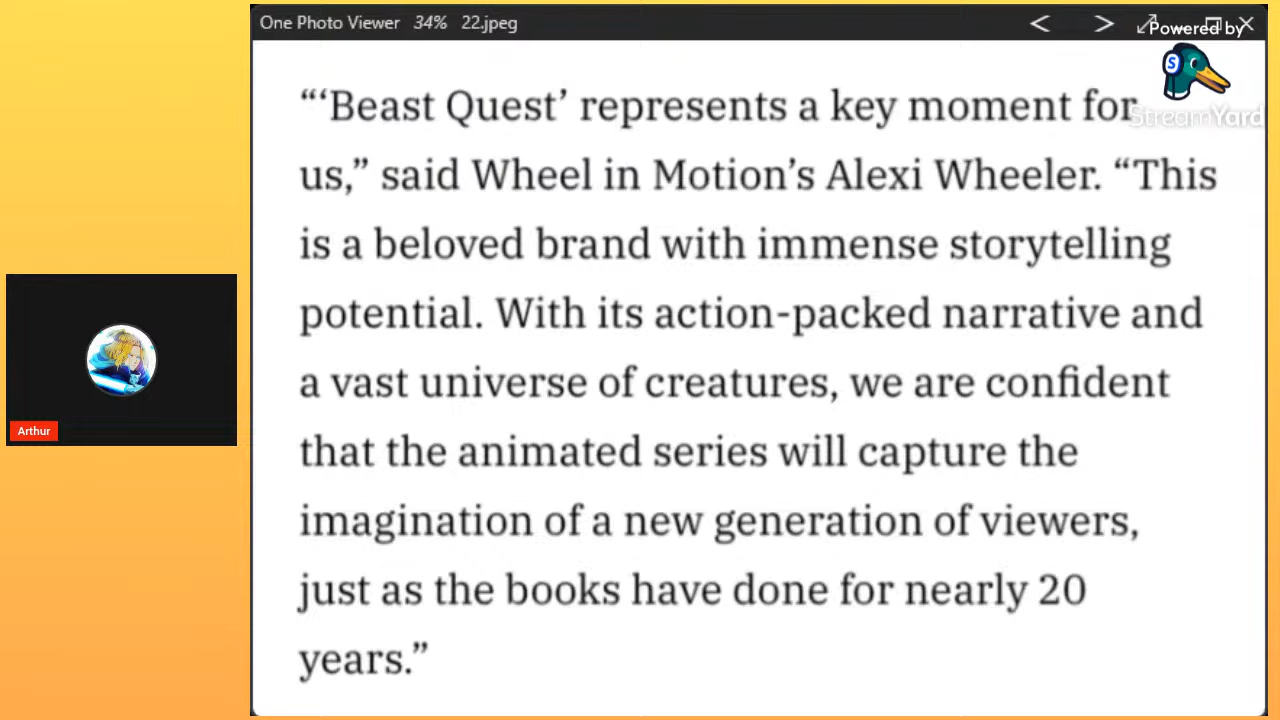 One Photo Viewer 34% 22.jpeg
Powered by
StreamYard
S
“‘Beast Quest’ represents a key moment for
us,” said Wheel in Motion’s Alexi Wheeler. “This
is a beloved brand with immense storytelling
potential. With its action-packed narrative and
a vast universe of creatures, we are confident
that the animated series will capture the
imagination of a new generation of viewers,
just as the books have done for nearly 20
years.”
Arthur